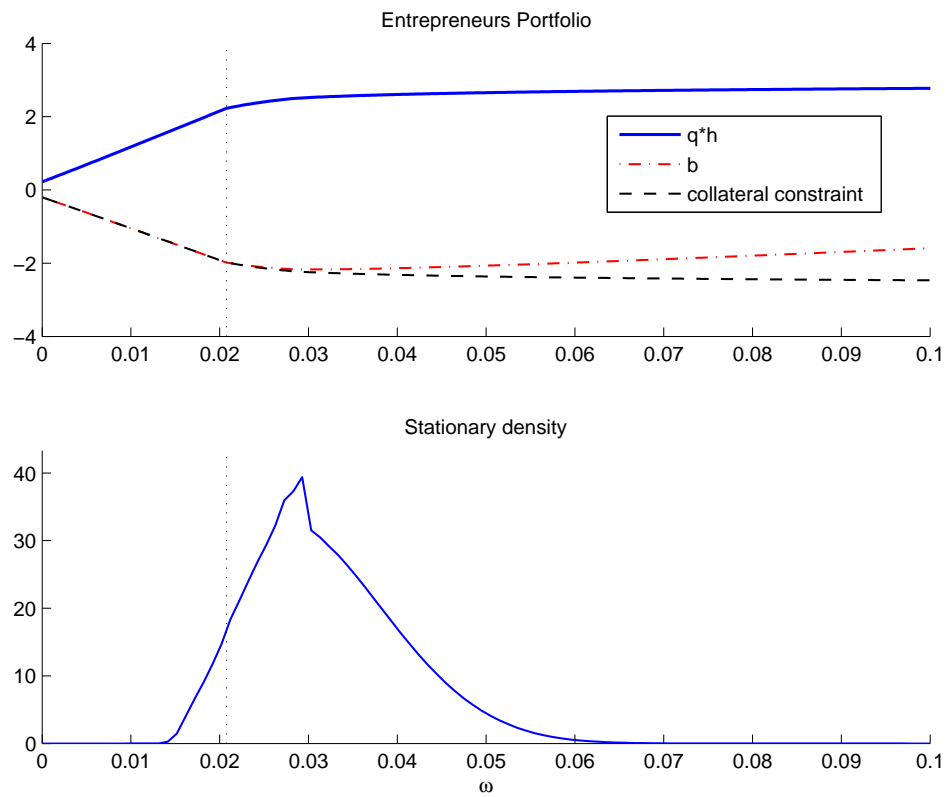 Entrepreneurs Portfolio
4
2
0
−2
−4
q*h
b
collateral constraint
0 0.01 0.02 0.03 0.04 0.05 0.06 0.07 0.08 0.09 0.1
Stationary density
40
30
20
10
0
0 0.01 0.02 0.03 0.04 0.05 0.06 0.07 0.08 0.09 0.1
ω